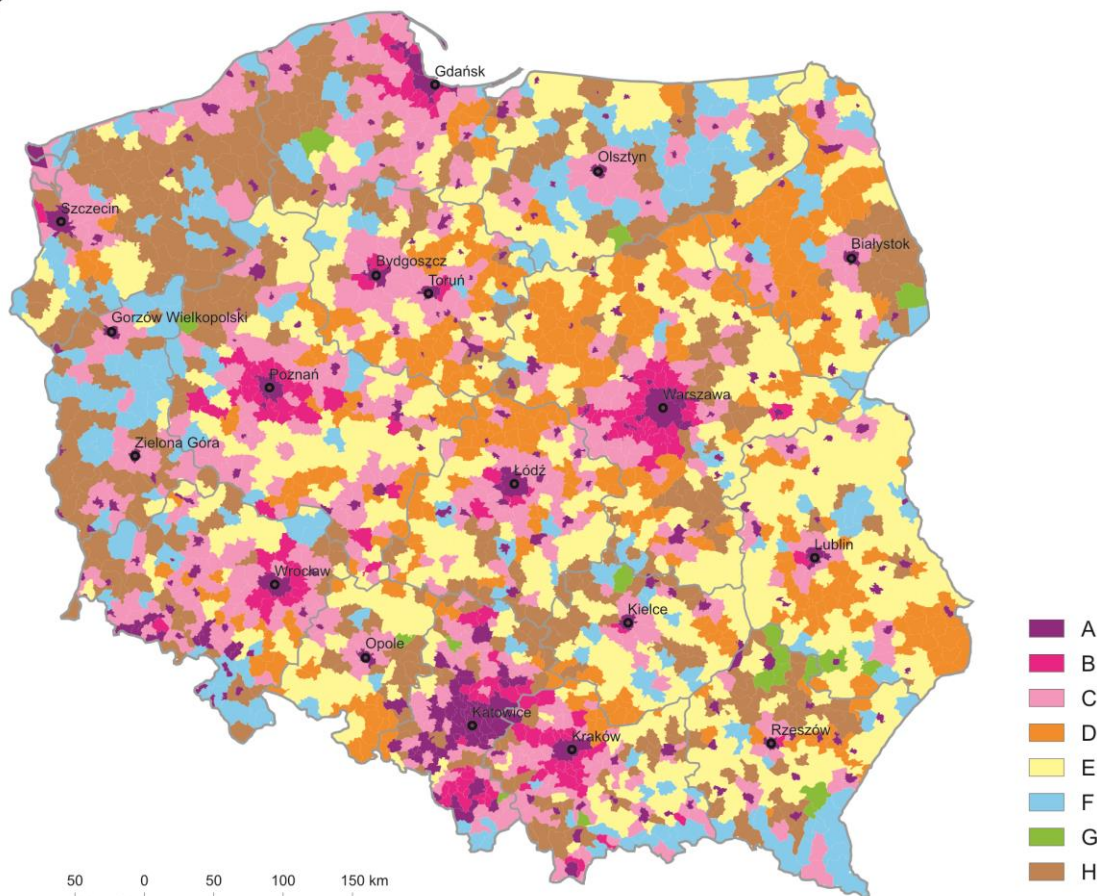 Gdańsk
Olsztyn
Szczecin
Białystok
Bydgoszcz
Toruń
Gorzów Wielkopolski
Poznań
Warszawa
Zielona Góra
Łódź
Lublin
Wrocław
Kielce
Opole
Katowice
Kraków
Rzeszów
A
B
C
D
E
F
G
H
50 0 50 100 150 km